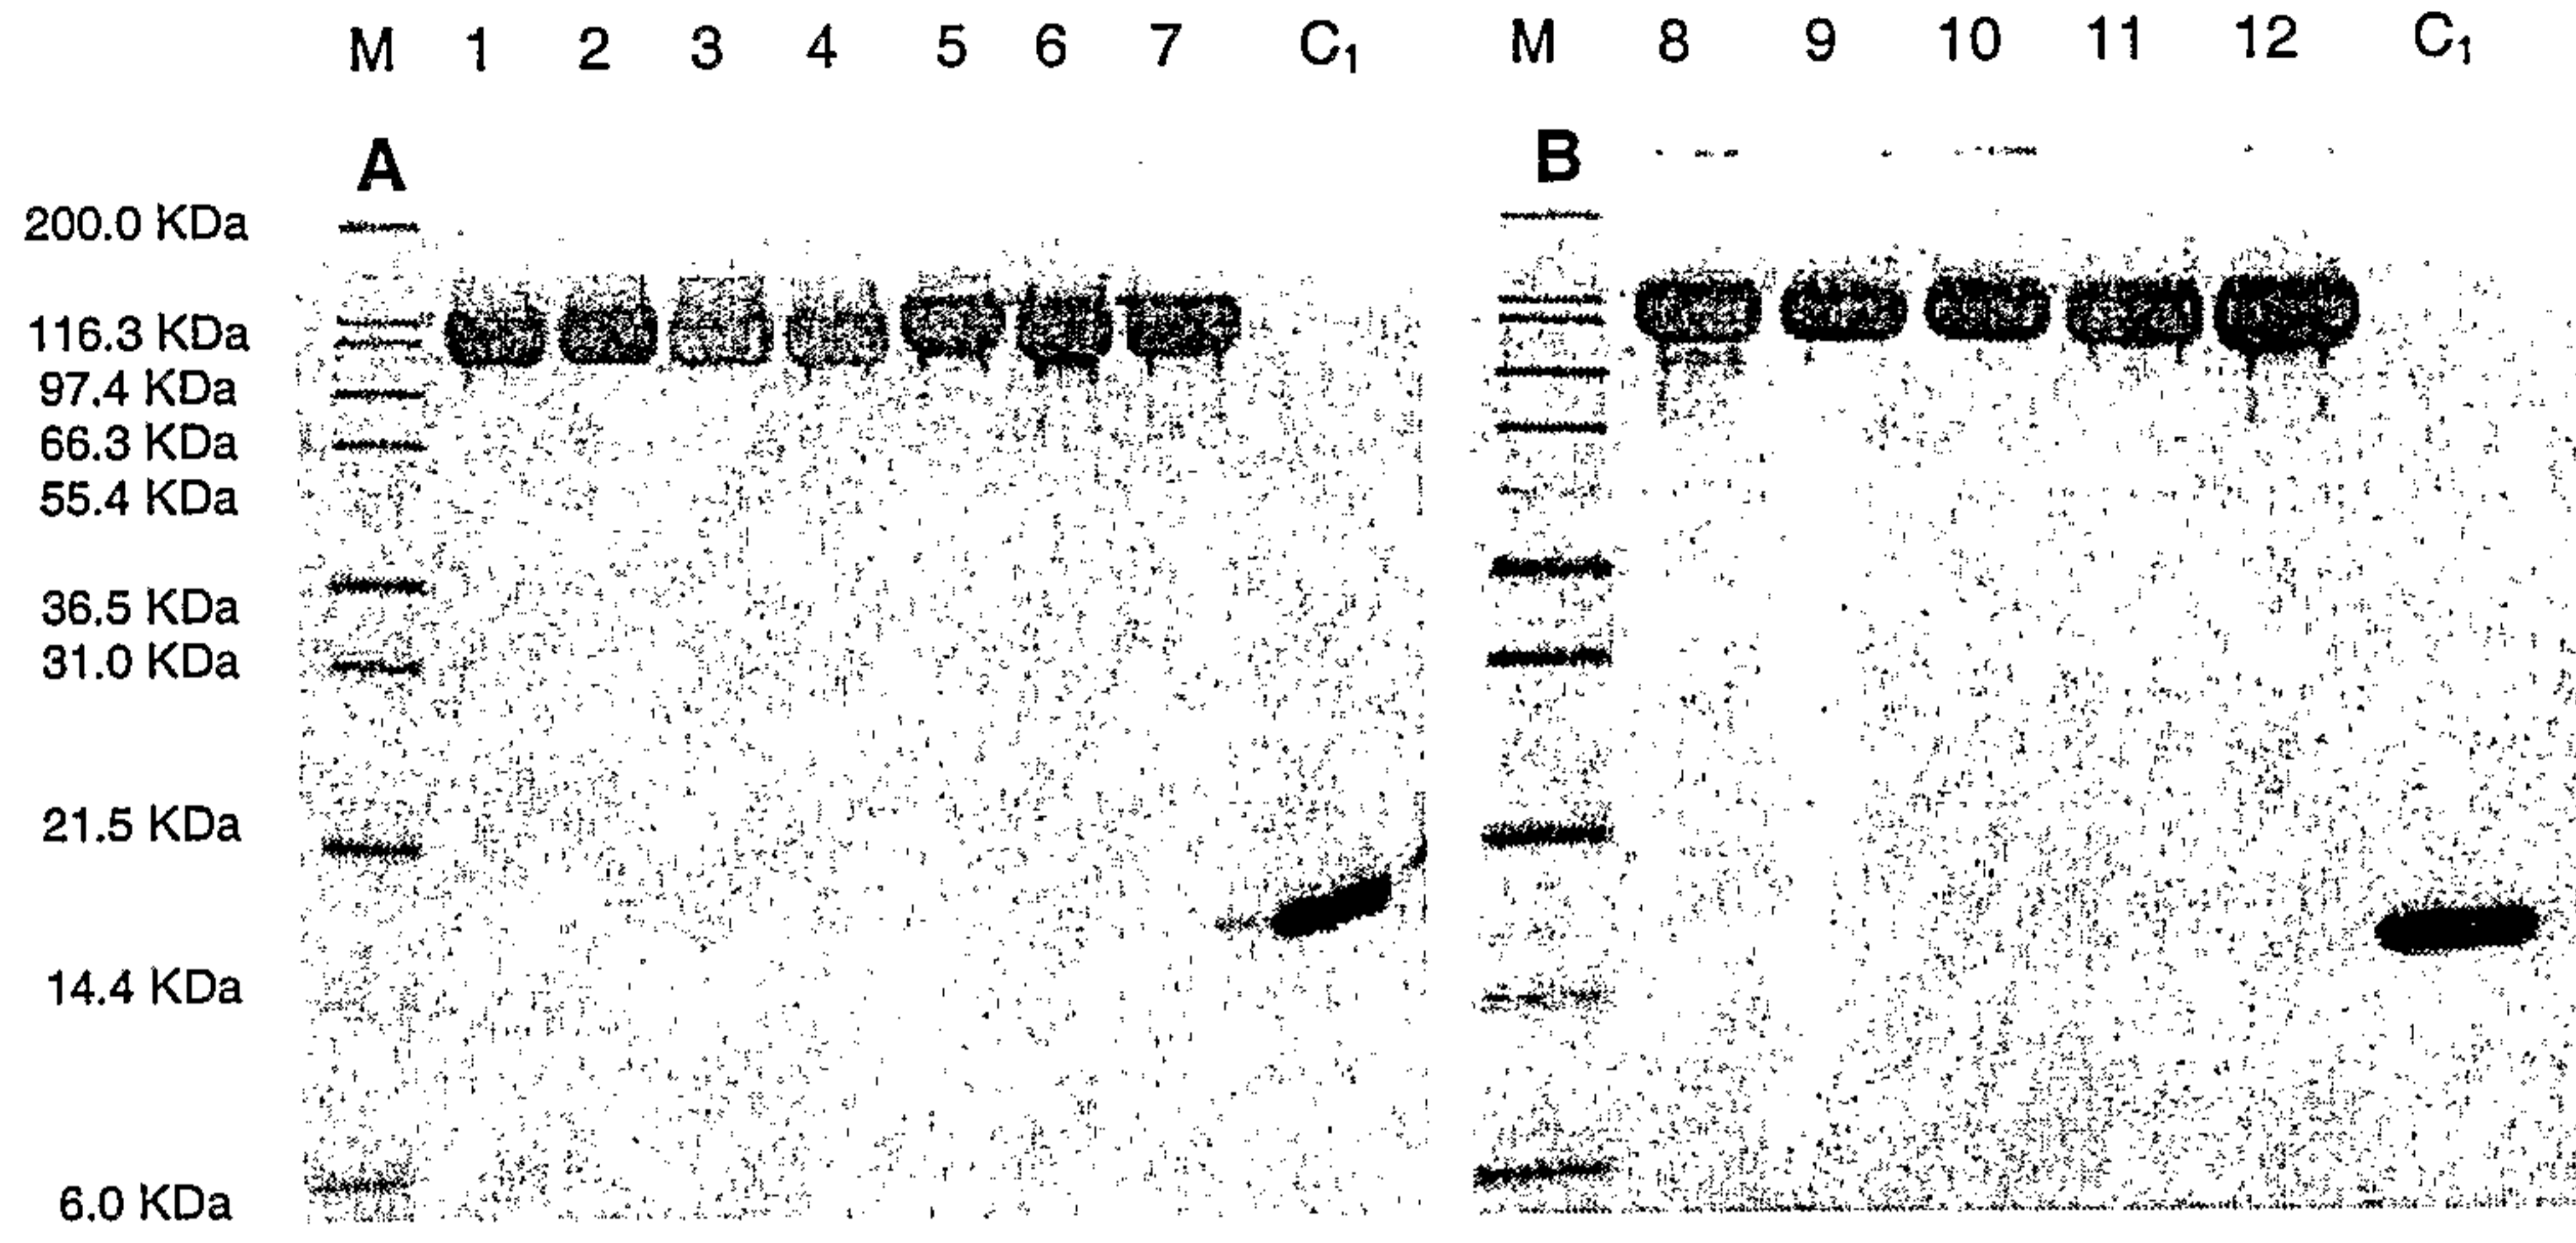 M 1 2 3 4 5 6 7 C₁ M 8 9 10 11 12 C₁
A B
200.0 KDa
116.3 KDa
97.4 KDa
66.3 KDa
55.4 KDa
36.5 KDa
31.0 KDa
21.5 KDa
14.4 KDa
6.0 KDa